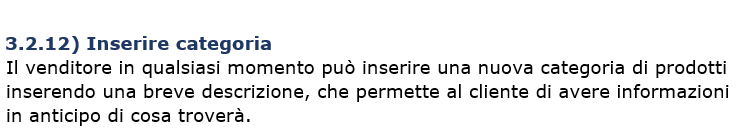 3.2.12) Inserire categoria
Il venditore in qualsiasi momento può inserire una nuova categoria di prodotti
inserendo una breve descrizione, che permette al cliente di avere informazioni
in anticipo di cosa troverà.